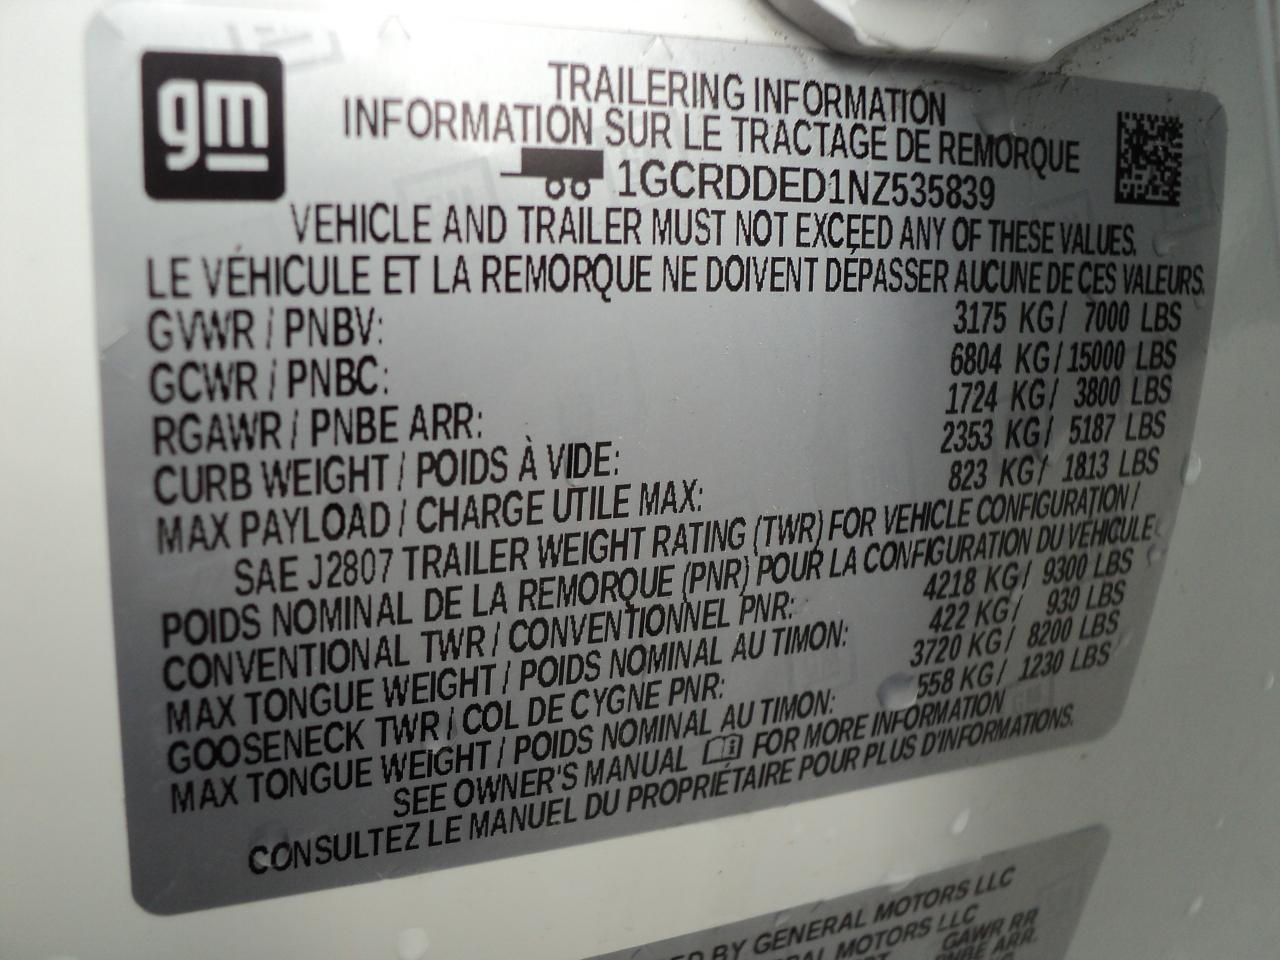 gm
TRAILERING INFORMATION
INFORMATION SUR LE TRACTAGE DE REMORQUE
1GCRDDED1NZ535839
VEHICLE AND TRAILER MUST NOT EXCEED ANY OF THESE VALUES.
LE VÉHICULE ET LA REMORQUE NE DOIVENT DÉPASSER AUCUNE DE CES VALEURS.
GVWR / PNBV: 3175 KG/ 7000 LBS
GCWR / PNBC: 6804 KG/ 15000 LBS
RGAWR / PNBE ARR: 1724 KG/ 3800 LBS
CURB WEIGHT / POIDS À VIDE: 2353 KG/ 5187 LBS
MAX PAYLOAD / CHARGE UTILE MAX: 823 KG/ 1813 LBS
SAE J2807 TRAILER WEIGHT RATING (TWR) FOR VEHICLE CONFIGURATION /
POIDS NOMINAL DE LA REMORQUE (PNR) POUR LA CONFIGURATION DU VÉHICULE
CONVENTIONAL TWR / CONVENTIONNEL PNR: 4218 KG/ 9300 LBS
MAX TONGUE WEIGHT / POIDS NOMINAL AU TIMON: 422 KG/ 930 LBS
GOOSENECK TWR / COL DE CYGNE PNR: 3720 KG/ 8200 LBS
MAX TONGUE WEIGHT / POIDS NOMINAL AU TIMON: 558 KG/ 1230 LBS
SEE OWNER'S MANUAL FOR MORE INFORMATION
CONSULTEZ LE MANUEL DU PROPRIÉTAIRE POUR PLUS D'INFORMATIONS.
BY GENERAL MOTORS LLC
MOTORS LLC
GAWR RR
ARR.